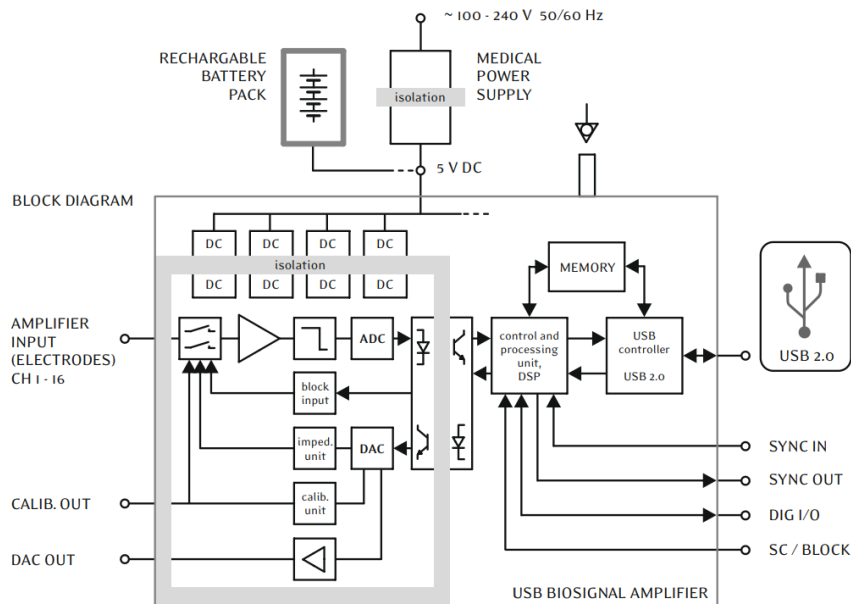 ~ 100 - 240 V 50/60 Hz
RECHARGABLE
BATTERY
PACK
isolation
MEDICAL
POWER
SUPPLY
5 V DC
BLOCK DIAGRAM
DC DC DC DC
isolation
DC DC DC DC
MEMORY
AMPLIFIER
INPUT
(ELECTRODES)
CH 1 - 16
ADC
control and
processing
unit,
DSP
USB
controller
USB 2.0
USB 2.0
block
input
imped.
unit
DAC
SYNC IN
SYNC OUT
CALIB. OUT
calib.
unit
DIG I/O
DAC OUT
SC / BLOCK
USB BIOSIGNAL AMPLIFIER